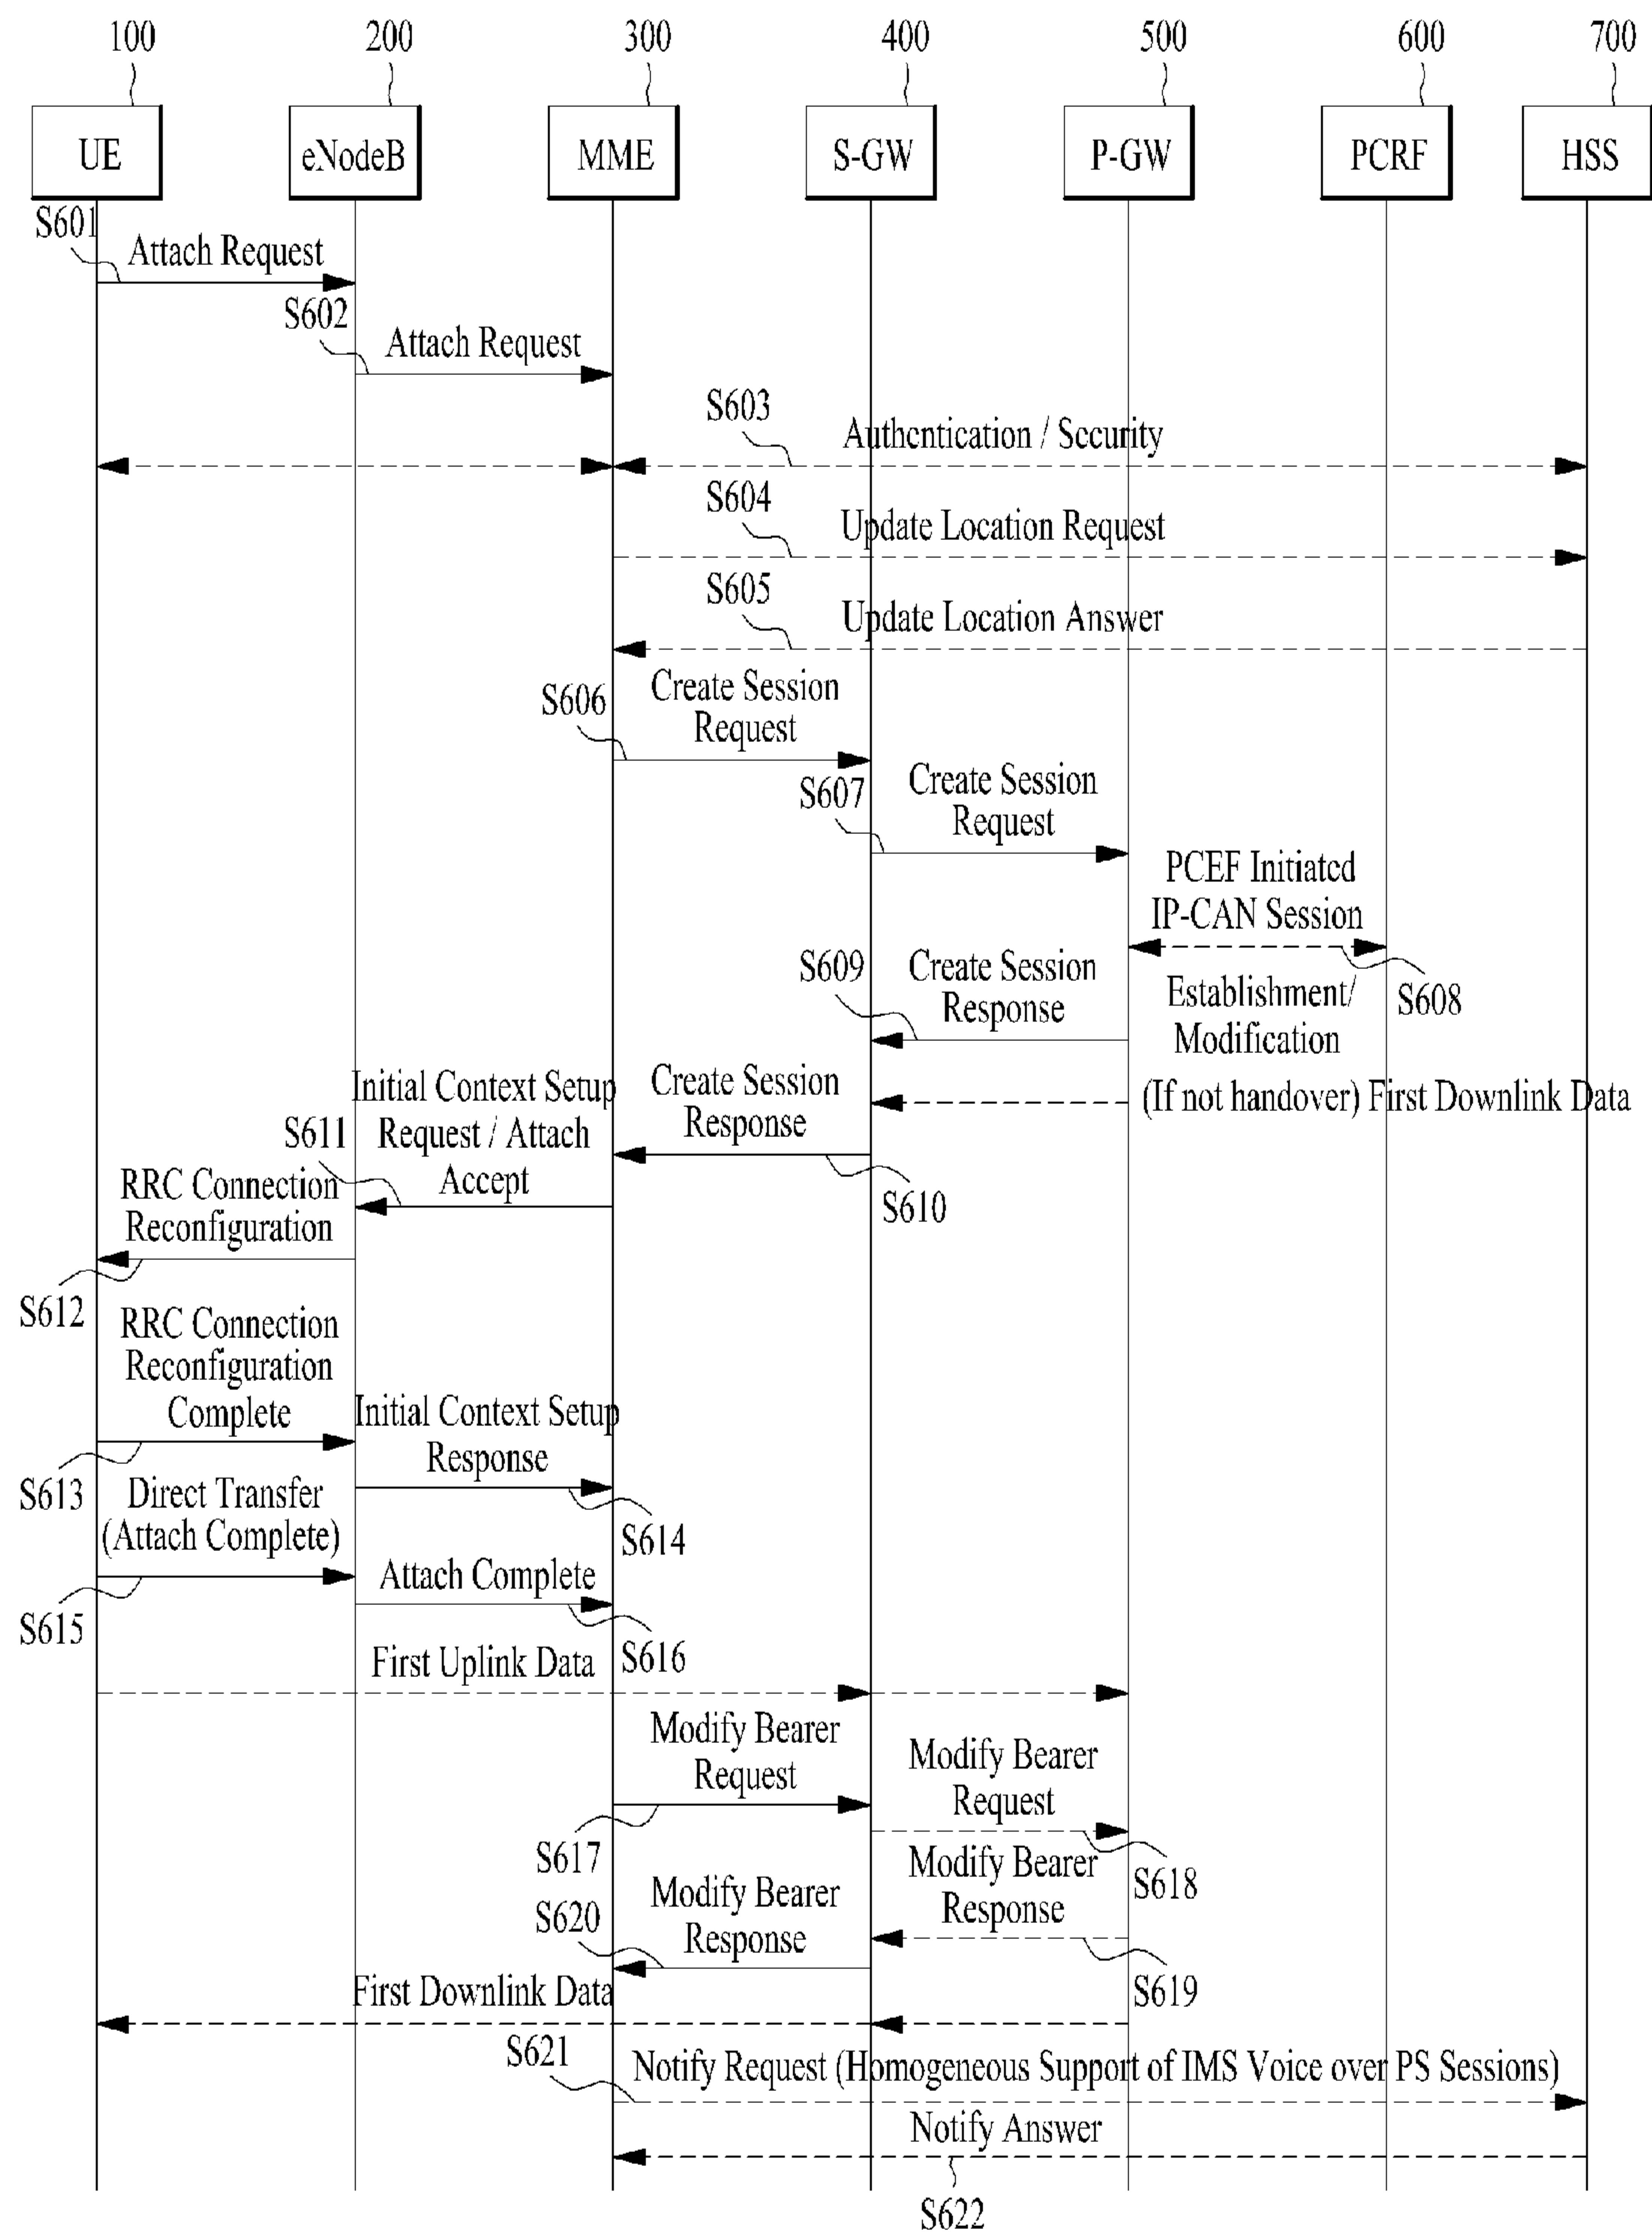 100 200 300 400 500 600 700
UE eNodeB MME S-GW P-GW PCRF HSS
S601
Attach Request
S602
Attach Request
S603
Authentication / Security
S604
Update Location Request
S605
Update Location Answer
S606
Create Session
Request
S607
Create Session
Request
PCEF Initiated
IP-CAN Session
S608
Establishment/
Modification
S609
Create Session
Response
(If not handover) First Downlink Data
Create Session
Response
S610
Initial Context Setup
Request / Attach
Accept
S611
RRC Connection
Reconfiguration
S612
RRC Connection
Reconfiguration
Complete
S613
Initial Context Setup
Response
S614
Direct Transfer
(Attach Complete)
S615
Attach Complete
S616
First Uplink Data
Modify Bearer
Request
S617
Modify Bearer
Request
S618
Modify Bearer
Response
S619
Modify Bearer
Response
S620
First Downlink Data
S621
Notify Request (Homogeneous Support of IMS Voice over PS Sessions)
Notify Answer
S622